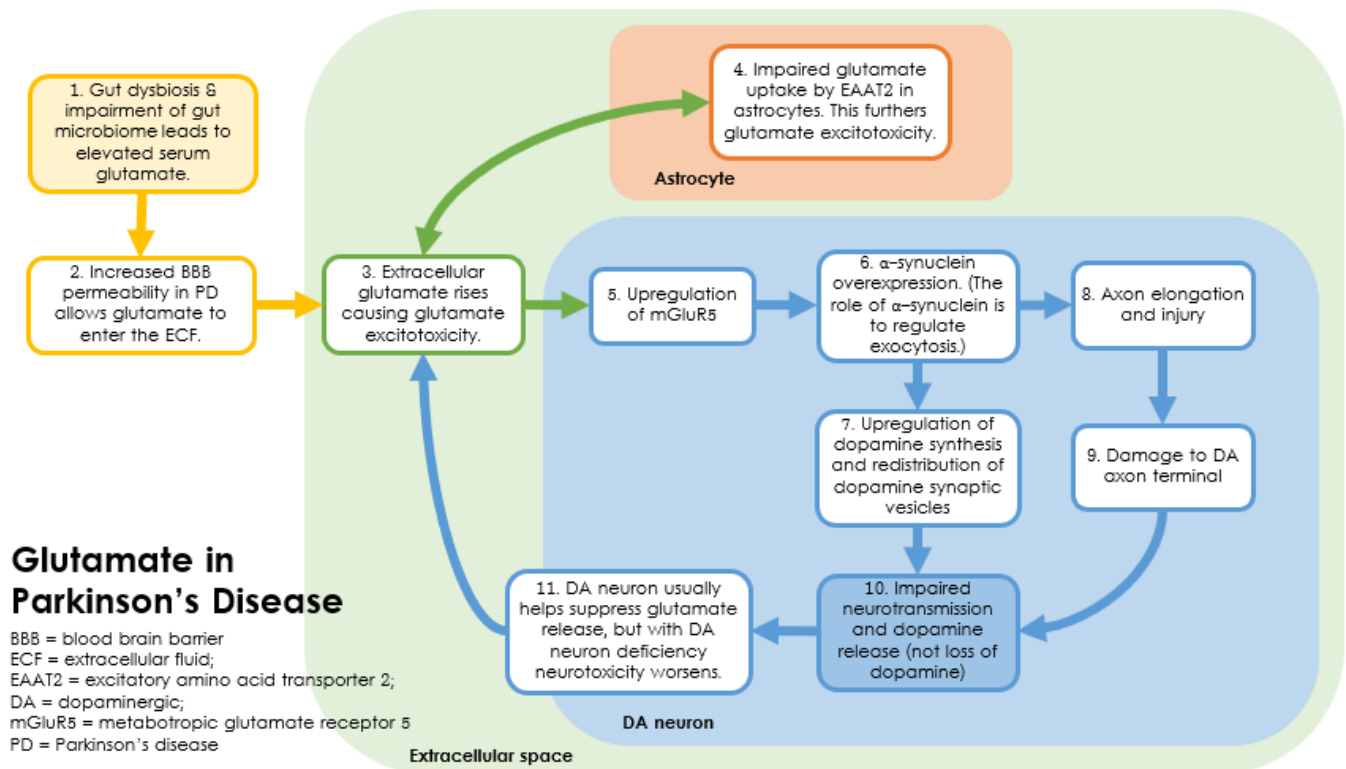 1. Gut dysbiosis &
impairment of gut
microbiome leads to
elevated serum
glutamate.
2. Increased BBB
permeability in PD
allows glutamate to
enter the ECF.
3. Extracellular
glutamate rises
causing glutamate
excitotoxicity.
4. Impaired glutamate
uptake by EAAT2 in
astrocytes. This furthers
glutamate excitotoxicity.
Astrocyte
5. Upregulation
of mGluR5
6. α-synuclein
overexpression. (The
role of α-synuclein is
to regulate
exocytosis.)
7. Upregulation of
dopamine synthesis
and redistribution of
dopamine synaptic
vesicles
8. Axon elongation
and injury
9. Damage to DA
axon terminal
10. Impaired
neurotransmission
and dopamine
release (not loss of
dopamine)
11. DA neuron usually
helps suppress glutamate
release, but with DA
neuron deficiency
neurotoxicity worsens.
DA neuron
Extracellular space
Glutamate in
Parkinson's Disease
BBB = blood brain barrier
ECF = extracellular fluid;
EAAT2 = excitatory amino acid transporter 2;
DA = dopaminergic;
mGluR5 = metabotropic glutamate receptor 5
PD = Parkinson's disease